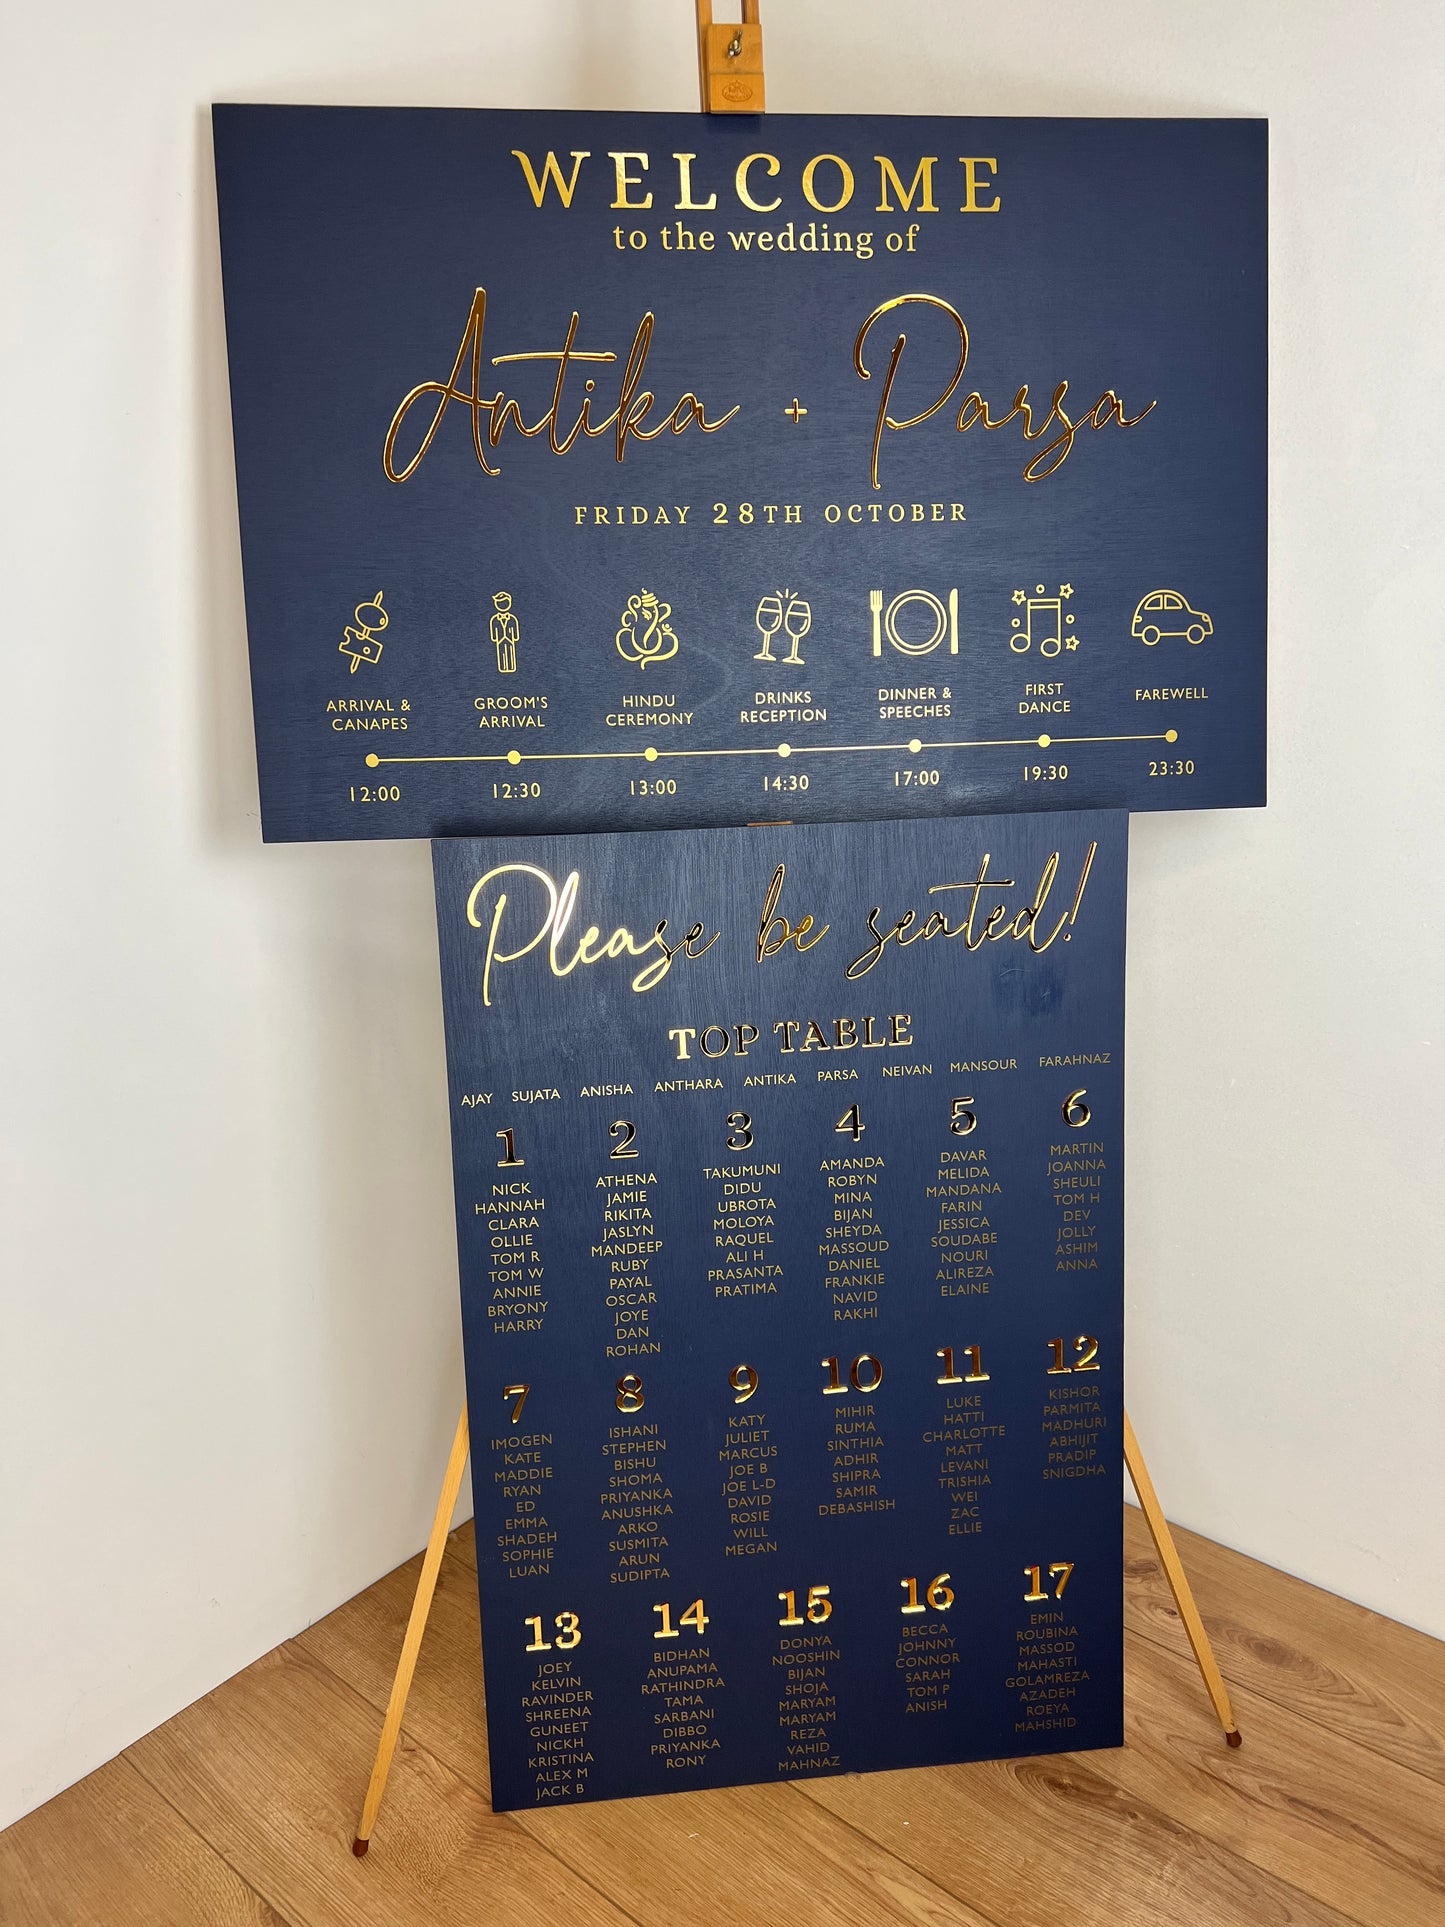 WELCOME
to the wedding of
Antika + Parsa
FRIDAY 28TH OCTOBER
ARRIVAL &
CANAPES
GROOM'S
ARRIVAL
HINDU
CEREMONY
DRINKS
RECEPTION
DINNER &
SPEECHES
FIRST
DANCE
FAREWELL
12:00 12:30 13:00 14:30 17:00 19:30 23:30
Please be seated!
TOP TABLE
AJAY SUJATA ANISHA ANTHARA ANTIKA PARSA NEIVAN MANSOUR FARAHNAZ
1
NICK
HANNAH
CLARA
OLLIE
TOM R
TOM W
ANNIE
BRYONY
HARRY
2
ATHENA
JAMIE
RIKITA
JASLYN
MANDEEP
RUBY
PAYAL
OSCAR
JOYE
DAN
ROHAN
3
TAKUMUNI
DIDU
UBROTA
MOLOYA
RAQUEL
ALI H
PRASANTA
PRATIMA
4
AMANDA
ROBYN
MINA
BIJAN
SHEYDA
MASSOUD
DANIEL
FRANKIE
NAVID
RAKHI
5
DAVAR
MELIDA
MANDANA
FARIN
JESSICA
SOUDABE
NOURI
ALIREZA
ELAINE
6
MARTIN
JOANNA
SHEULI
TOM H
DEV
JOLLY
ASHIM
ANNA
7
IMOGEN
KATE
MADDIE
RYAN
ED
EMMA
SHADEH
SOPHIE
LUAN
8
ISHANI
STEPHEN
BISHU
SHOMA
PRIYANKA
ANUSHKA
ARKO
SUSMITA
ARUN
SUDIPTA
9
KATY
JULIET
MARCUS
JOE B
JOE L-D
DAVID
ROSIE
WILL
MEGAN
10
MIHIR
RUMA
SINTHIA
ADHIR
SHIPRA
SAMIR
DEBASHISH
11
LUKE
HATTI
CHARLOTTE
MATT
LEVANI
TRISHIA
WEI
ZAC
ELLIE
12
KISHOR
PARMITA
MADHURI
ABHIJIT
PRADIP
SNIGDHA
13
JOEY
KELVIN
RAVINDER
SHREENA
GUNEET
NICKH
KRISTINA
ALEX M
JACK B
14
BIDHAN
ANUPAMA
RATHINDRA
TAMA
SARBANI
DIBBO
PRIYANKA
RONY
15
DONYA
NOOSHIN
BIJAN
SHOJA
MARYAM
MARYAM
REZA
VAHID
MAHNAZ
16
BECCA
JOHNNY
CONNOR
SARAH
TOM P
ANISH
17
EMIN
ROUBINA
MASSOD
MAHASTI
GOLAMREZA
AZADEH
ROEYA
MAHSHID